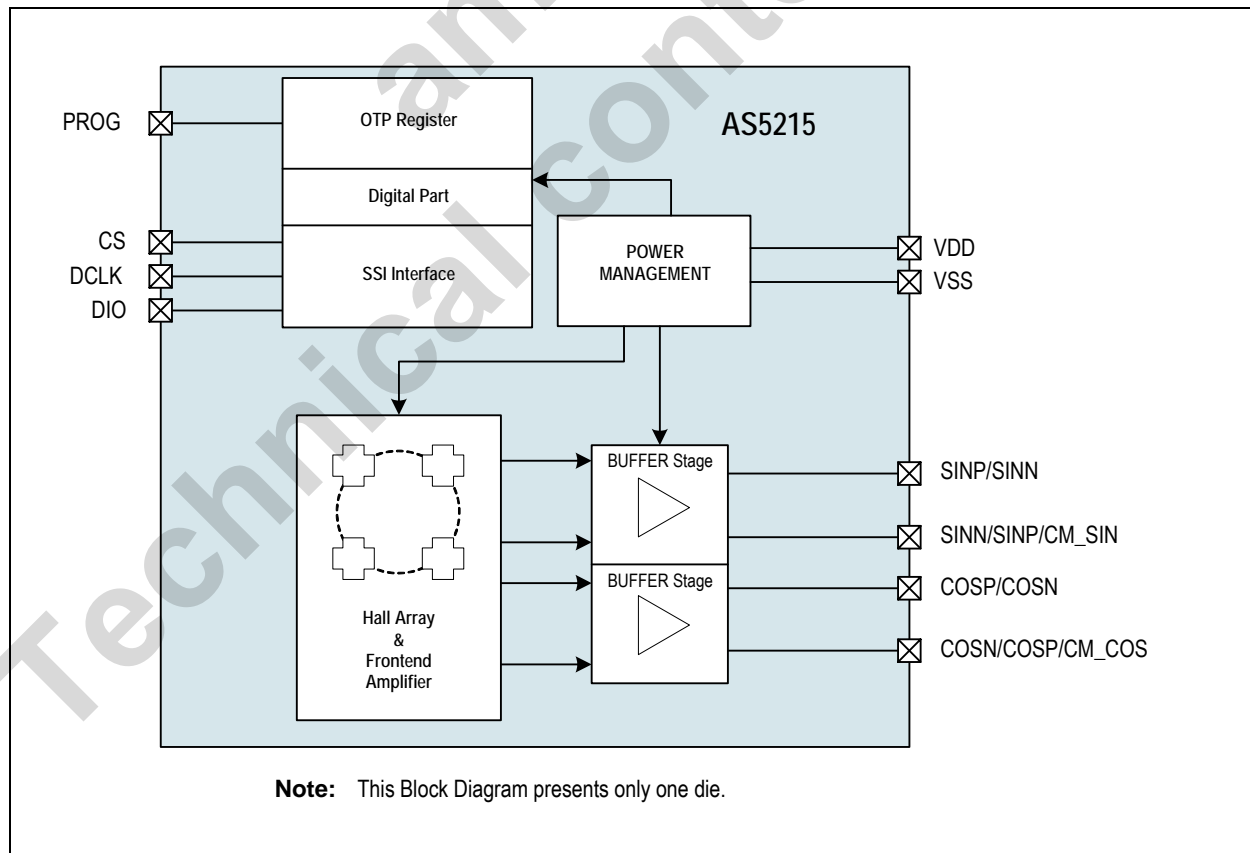 AS5215
PROG
OTP Register
Digital Part
CS
DCLK
DIO
SSI Interface
POWER
MANAGEMENT
VDD
VSS
BUFFER Stage
SINP/SINN
SINN/SINP/CM_SIN
BUFFER Stage
COSP/COSN
COSN/COSP/CM_COS
Hall Array
&
Frontend
Amplifier
Note: This Block Diagram presents only one die.
Technical